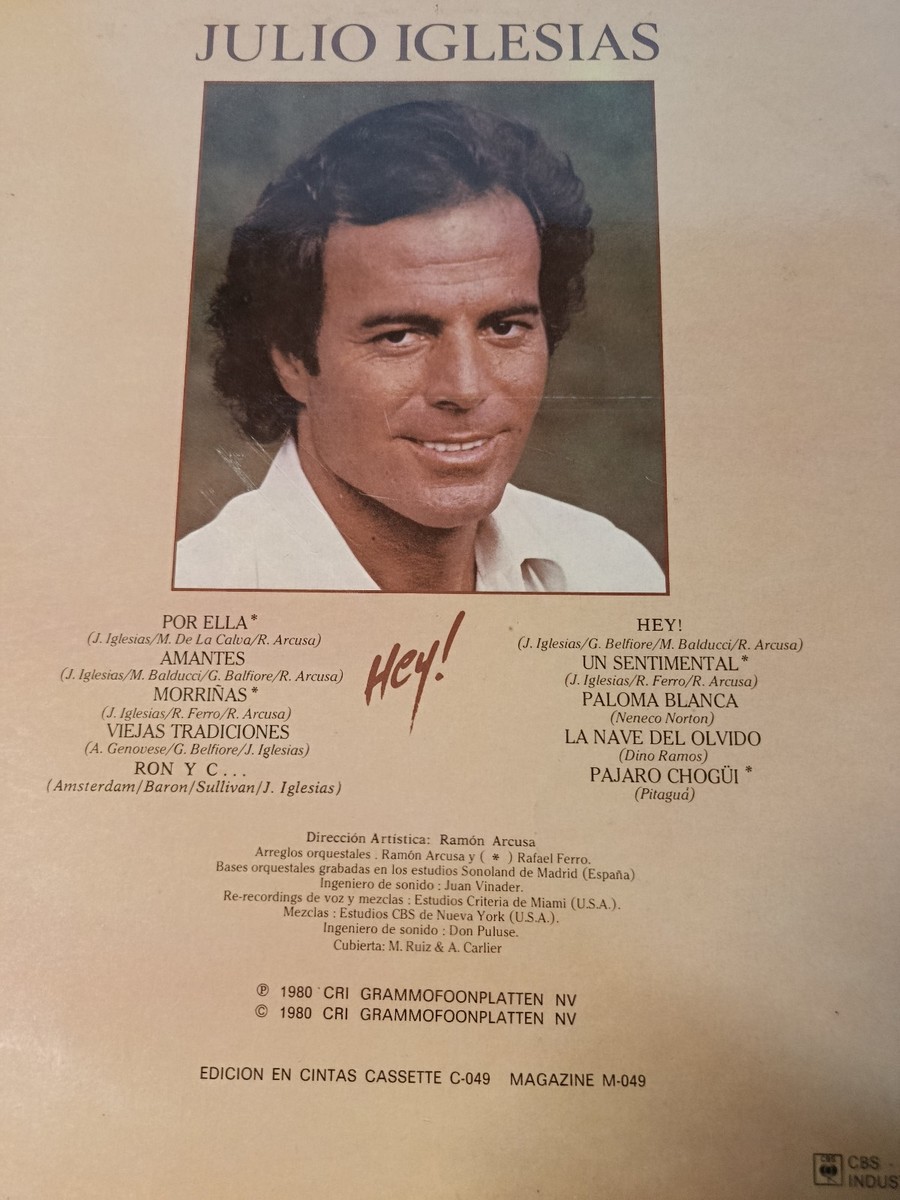 JULIO IGLESIAS
POR ELLA*
(J. Iglesias/M. De La Calva/R. Arcusa)
AMANTES
(J. Iglesias/M. Balducci/G. Balfiore/R. Arcusa)
MORRIÑAS*
(J. Iglesias/R. Ferro/R. Arcusa)
VIEJAS TRADICIONES
(A. Genovese/G. Belfiore/J. Iglesias)
RON Y C...
(Amsterdam/Baron/Sullivan/J. Iglesias)
Hey!
HEY!
(J. Iglesias/G. Belfiore/M. Balducci/R. Arcusa)
UN SENTIMENTAL*
(J. Iglesias/R. Ferro/R. Arcusa)
PALOMA BLANCA
(Neneco Norton)
LA NAVE DEL OLVIDO
(Dino Ramos)
PAJARO CHOGÜI*
(Pitaguá)
Dirección Artística: Ramón Arcusa
Arreglos orquestales . Ramón Arcusa y ( * ) Rafael Ferro.
Bases orquestales grabadas en los estudios Sonoland de Madrid (España)
Ingeniero de sonido : Juan Vinader.
Re-recordings de voz y mezclas : Estudios Criteria de Miami (U.S.A.).
Mezclas : Estudios CBS de Nueva York (U.S.A.).
Ingeniero de sonido : Don Puluse.
Cubierta: M. Ruiz & A. Carlier
℗ 1980 CRI GRAMMOFOONPLATTEN NV
© 1980 CRI GRAMMOFOONPLATTEN NV
EDICION EN CINTAS CASSETTE C-049 MAGAZINE M-049
CBS
CBS -
INDUS